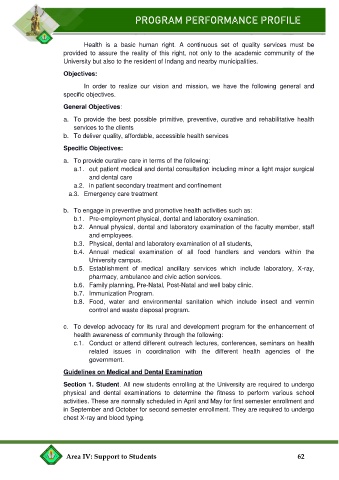 PROGRAM PERFORMANCE PROFILE
Health is a basic human right. A continuous set of quality services must be
provided to assure the reality of this right, not only to the academic community of the
University but also to the resident of Indang and nearby municipalities.
Objectives:
In order to realize our vision and mission, we have the following general and
specific objectives.
General Objectives:
a. To provide the best possible primitive, preventive, curative and rehabilitative health
services to the clients
b. To deliver quality, affordable, accessible health services
Specific Objectives:
a. To provide curative care in terms of the following:
a.1. out patient medical and dental consultation including minor a light major surgical
and dental care
a.2. in patient secondary treatment and confinement
a.3. Emergency care treatment
b. To engage in preventive and promotive health activities such as:
b.1. Pre-employment physical, dental and laboratory examination.
b.2. Annual physical, dental and laboratory examination of the faculty member, staff
and employees.
b.3. Physical, dental and laboratory examination of all students,
b.4. Annual medical examination of all food handlers and vendors within the
University campus.
b.5. Establishment of medical ancillary services which include laboratory, X-ray,
pharmacy, ambulance and civic action services.
b.6. Family planning, Pre-Natal, Post-Natal and well baby clinic.
b.7. Immunization Program.
b.8. Food, water and environmental sanitation which include insect and vermin
control and waste disposal program.
c. To develop advocacy for its rural and development program for the enhancement of
health awareness of community through the following:
c.1. Conduct or attend different outreach lectures, conferences, seminars on health
related issues in coordination with the different health agencies of the
government.
Guidelines on Medical and Dental Examination
Section 1. Student. All new students enrolling at the University are required to undergo
physical and dental examinations to determine the fitness to perform various school
activities. These are normally scheduled in April and May for first semester enrollment and
in September and October for second semester enrollment. They are required to undergo
chest X-ray and blood typing.
Area IV: Support to Students 62